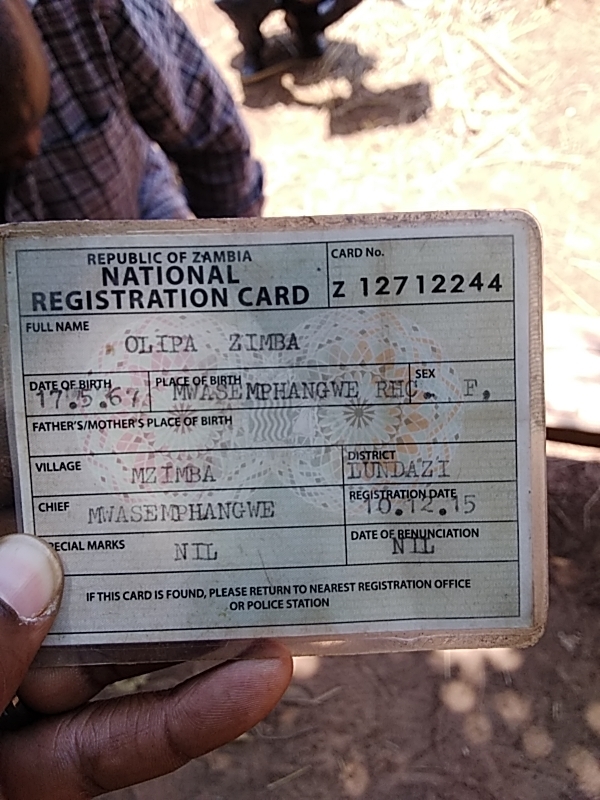 REPUBLIC OF ZAMBIA
NATIONAL
REGISTRATION CARD
CARD No.
Z 12712244
FULL NAME
OLIPA ZIMBA
DATE OF BIRTH
17.5.67
PLACE OF BIRTH
MWASEMPHANGWE RHC.
SEX
F.
FATHER'S/MOTHER'S PLACE OF BIRTH
VILLAGE
MZIMBA
DISTRICT
LUNDAZI
CHIEF
MWASEMPHANGWE
REGISTRATION DATE
10.12.15
PECIAL MARKS
NIL
DATE OF RENUNCIATION
NIL
IF THIS CARD IS FOUND, PLEASE RETURN TO NEAREST REGISTRATION OFFICE
OR POLICE STATION